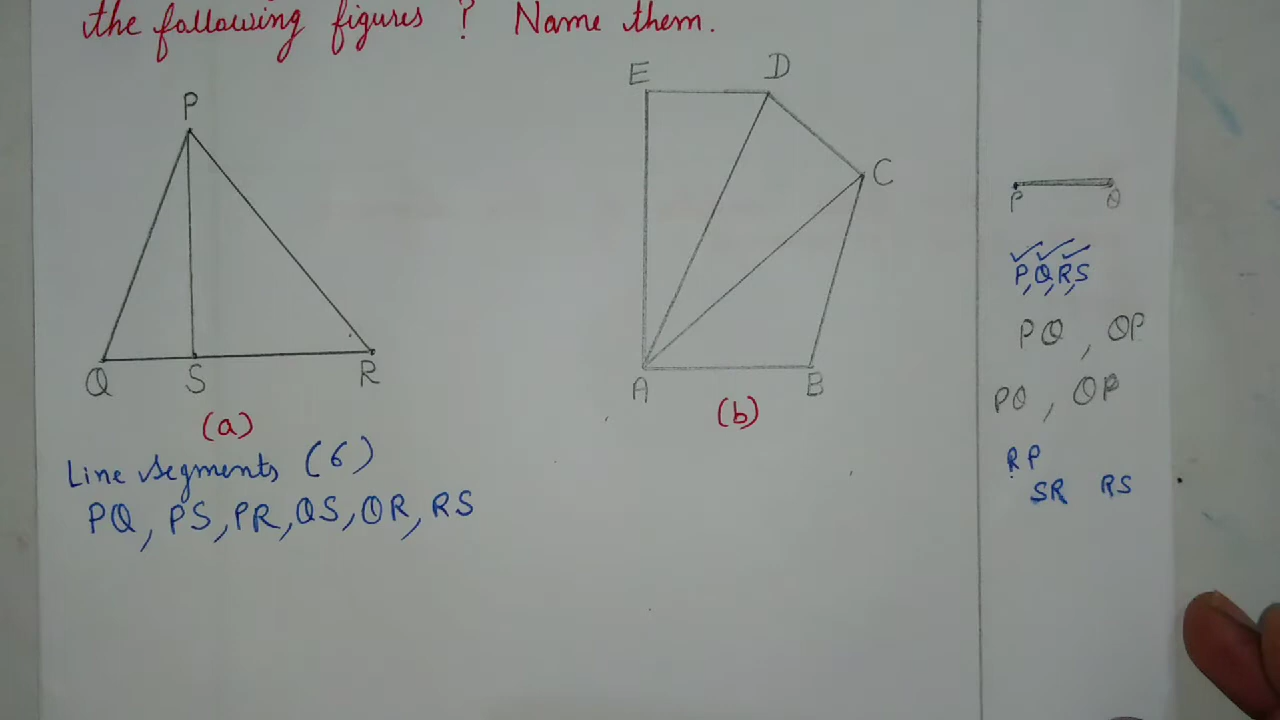 the following figures ? Name them.
P
Q
S
R
(a)
Line segments (6)
PQ, PS, PR, QS, QR, RS
E
D
C
A
B
(b)
P Q
P, Q, R, S
PQ , QP
PQ , QP
RP
SR RS